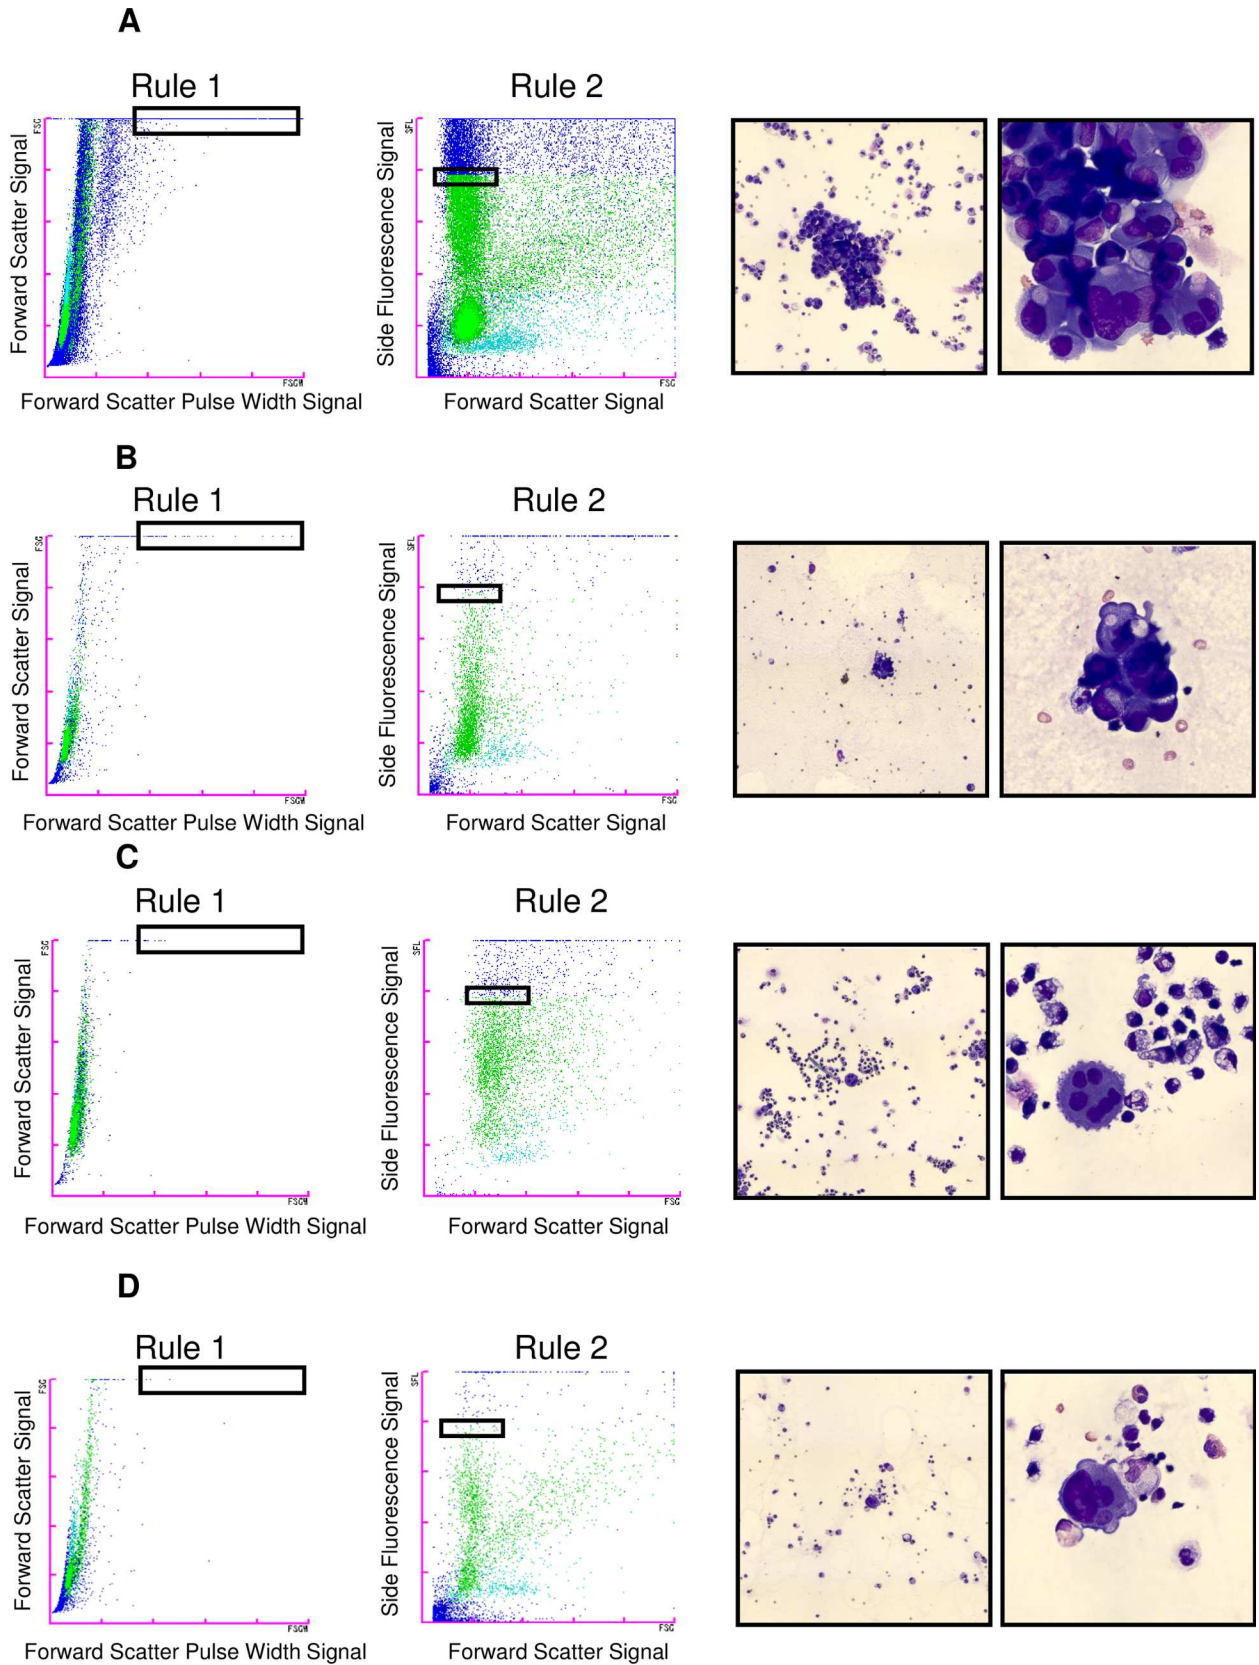 A
Rule 1
Rule 2
FSC
Forward Scatter Signal
FSCW
Forward Scatter Pulse Width Signal
SFL
Side Fluorescence Signal
FSC
Forward Scatter Signal
B
Rule 1
Rule 2
FSC
Forward Scatter Signal
FSCW
Forward Scatter Pulse Width Signal
SFL
Side Fluorescence Signal
FSC
Forward Scatter Signal
C
Rule 1
Rule 2
FSC
Forward Scatter Signal
FSCW
Forward Scatter Pulse Width Signal
SFL
Side Fluorescence Signal
FSC
Forward Scatter Signal
D
Rule 1
Rule 2
FSC
Forward Scatter Signal
FSCW
Forward Scatter Pulse Width Signal
SFL
Side Fluorescence Signal
FSC
Forward Scatter Signal